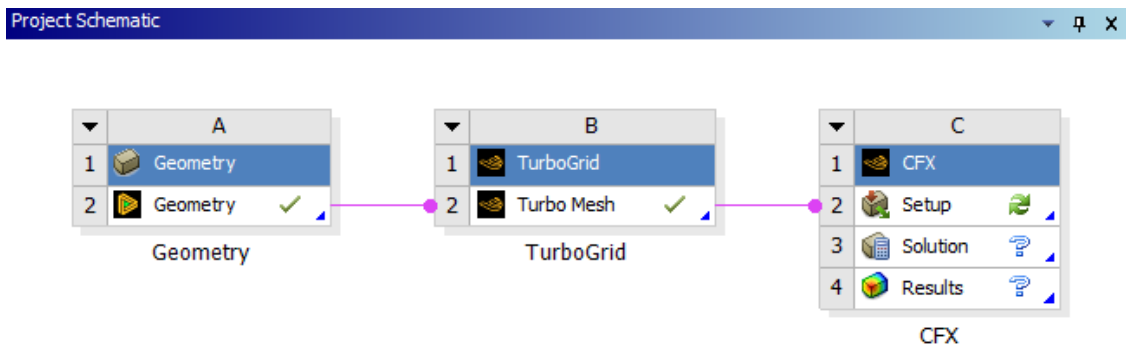 Project Schematic
A
1 Geometry
2 Geometry
Geometry
B
1 TurboGrid
2 Turbo Mesh
TurboGrid
C
1 CFX
2 Setup
3 Solution
4 Results
CFX